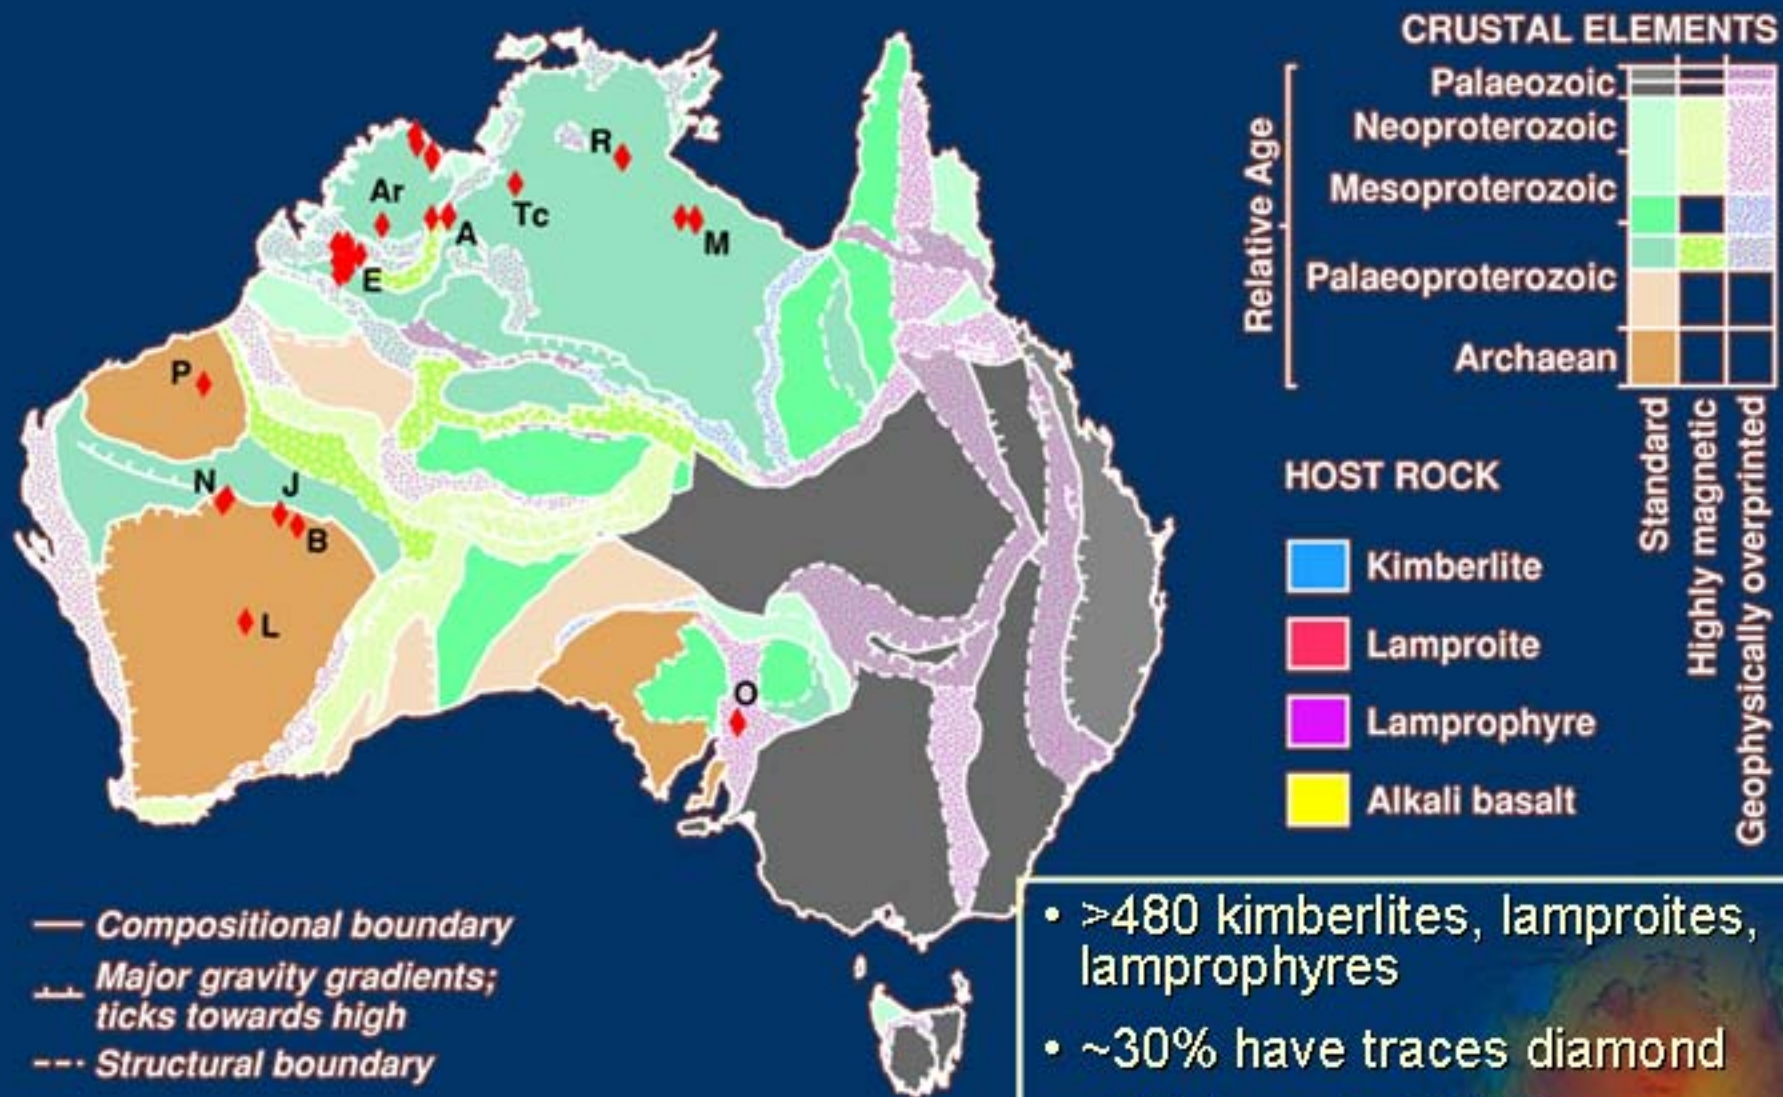 CRUSTAL ELEMENTS
Palaeozoic
Neoproterozoic
Mesoproterozoic
Palaeoproterozoic
Archaean
Relative Age
Standard
Highly magnetic
Geophysically overprinted
HOST ROCK
Kimberlite
Lamproite
Lamprophyre
Alkali basalt
R
Ar
Tc
A
M
E
P
N
J
B
L
O
Compositional boundary
Major gravity gradients;
ticks towards high
Structural boundary
• >480 kimberlites, lamproites,
lamprophyres
• ~30% have traces diamond